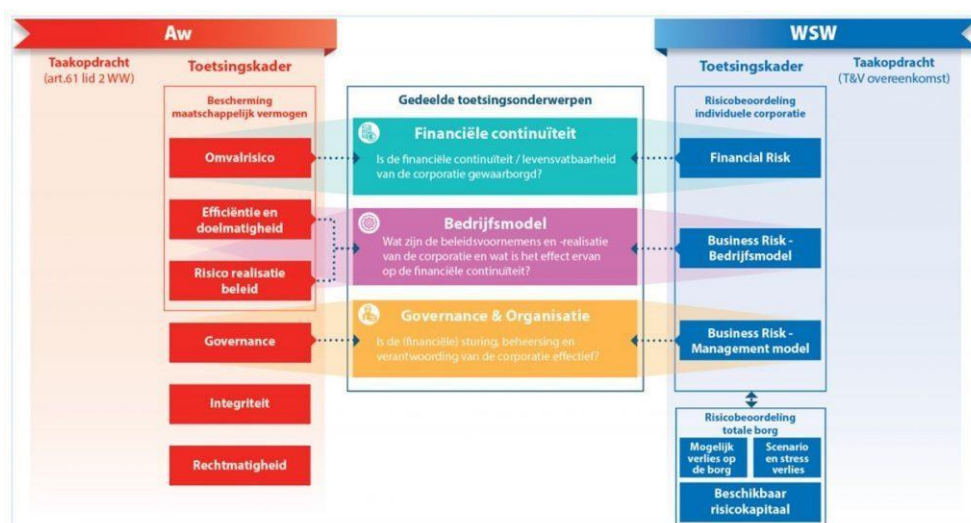 Aw
WSW
Taakopdracht
(art.61 lid 2 WW)
Toetsingskader
Toetsingskader
Taakopdracht
(T&V overeenkomst)
Bescherming
maatschappelijk vermogen
Omvalrisico
Efficiëntie en
doelmatigheid
Risico realisatie
beleid
Governance
Integriteit
Rechtmatigheid
Gedeelde toetsingsonderwerpen
Financiële continuïteit
Is de financiële continuïteit / levensvatbaarheid
van de corporatie gewaarborgd?
Bedrijfsmodel
Wat zijn de beleidsvoornemens en -realisatie
van de corporatie en wat is het effect ervan
op de financiële continuïteit?
Governance & Organisatie
Is de (financiële) sturing, beheersing en
verantwoording van de corporatie effectief?
Risicobeoordeling
individuele corporatie
Financial Risk
Business Risk -
Bedrijfsmodel
Business Risk -
Management model
Risicobeoordeling
totale borg
Mogelijk
verlies op
de borg
Scenario
en stress
verlies
Beschikbaar
risicokapitaal